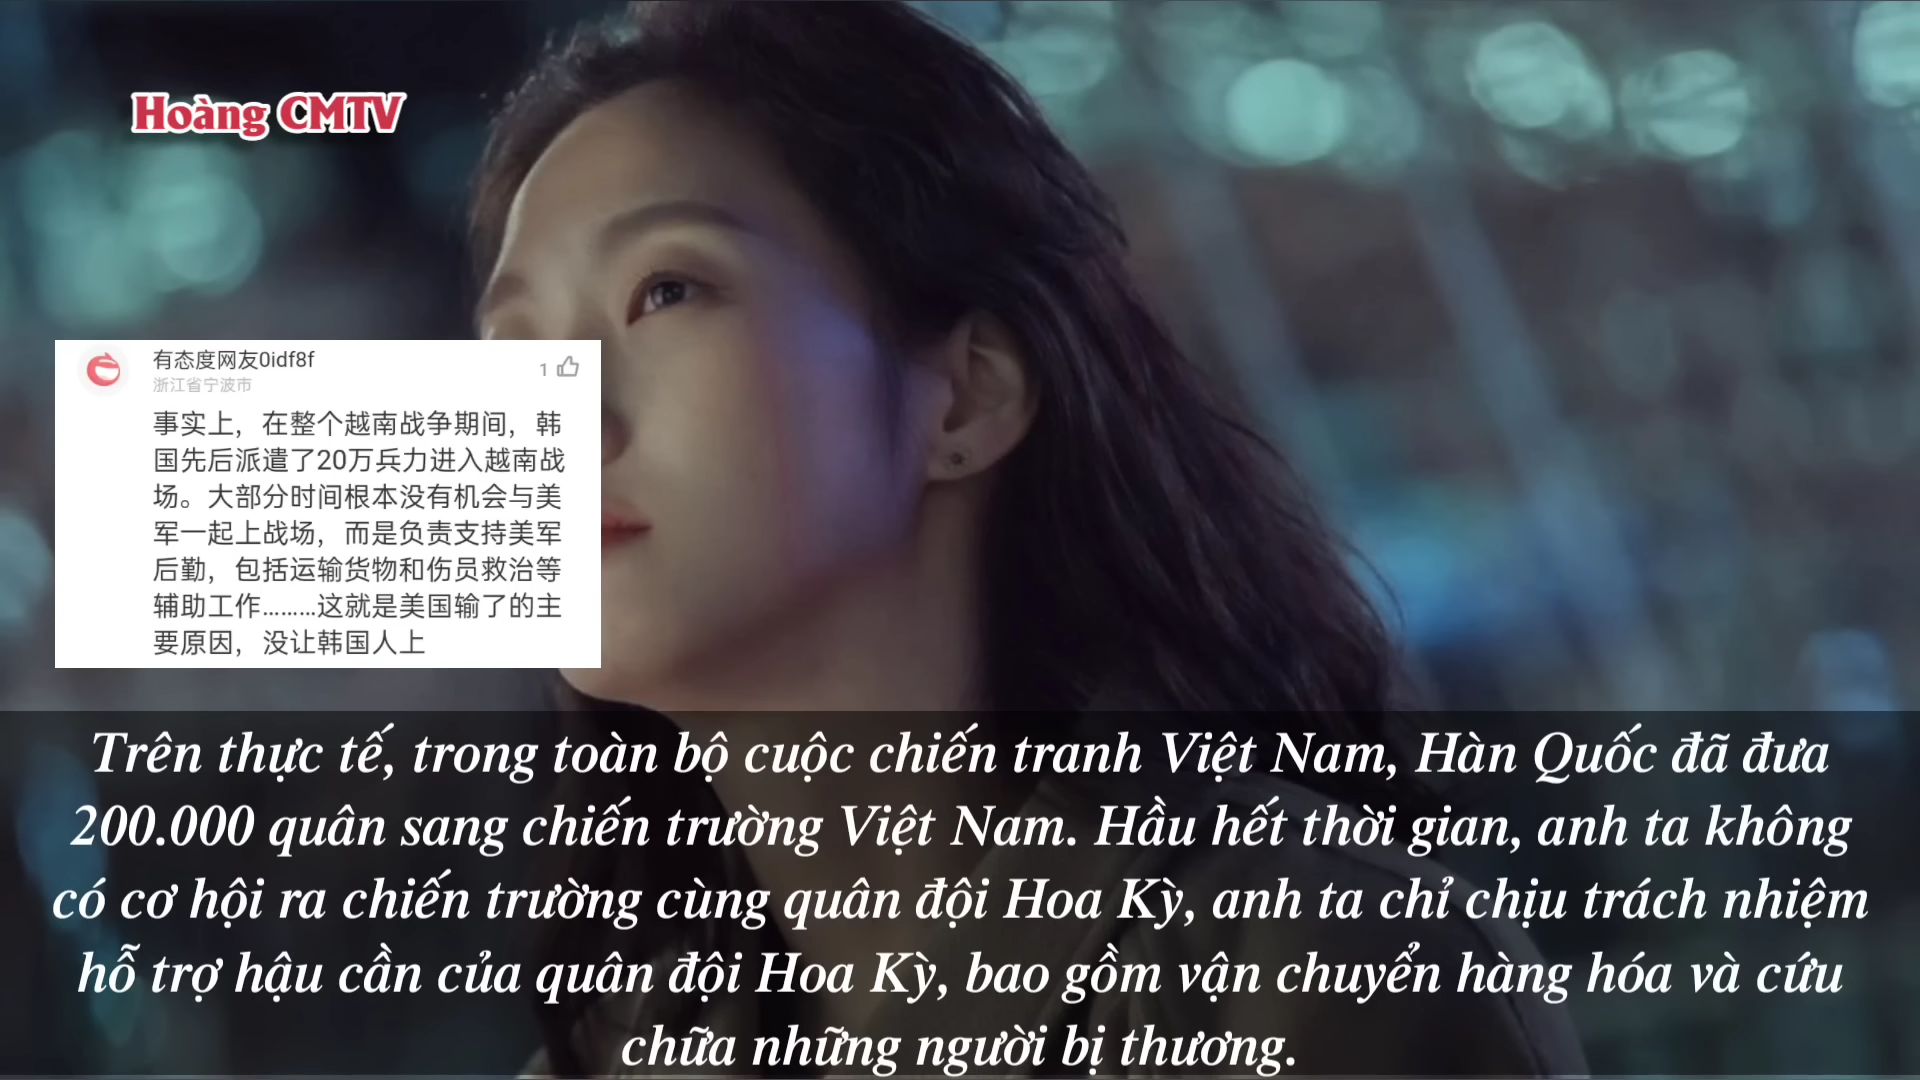 Hoàng CMTV
有态度网友0idf8f
1
浙江省宁波市
事实上，在整个越南战争期间，韩
国先后派遣了20万兵力进入越南战
场。大部分时间根本没有机会与美
军一起上战场，而是负责支持美军
后勤，包括运输货物和伤员救治等
辅助工作………这就是美国输了的主
要原因，没让韩国人上
Trên thực tế, trong toàn bộ cuộc chiến tranh Việt Nam, Hàn Quốc đã đưa
200.000 quân sang chiến trường Việt Nam. Hầu hết thời gian, anh ta không
có cơ hội ra chiến trường cùng quân đội Hoa Kỳ, anh ta chỉ chịu trách nhiệm
hỗ trợ hậu cần của quân đội Hoa Kỳ, bao gồm vận chuyển hàng hóa và cứu
chữa những người bị thương.